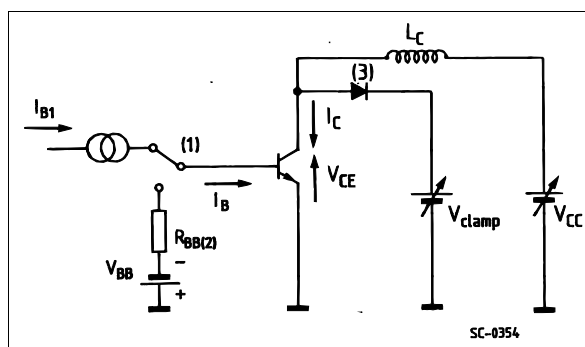 L_C
(3)
I_B1
(1)
I_C
V_CE
I_B
V_clamp
V_CC
R_BB(2)
V_BB
−
+
SC-0354